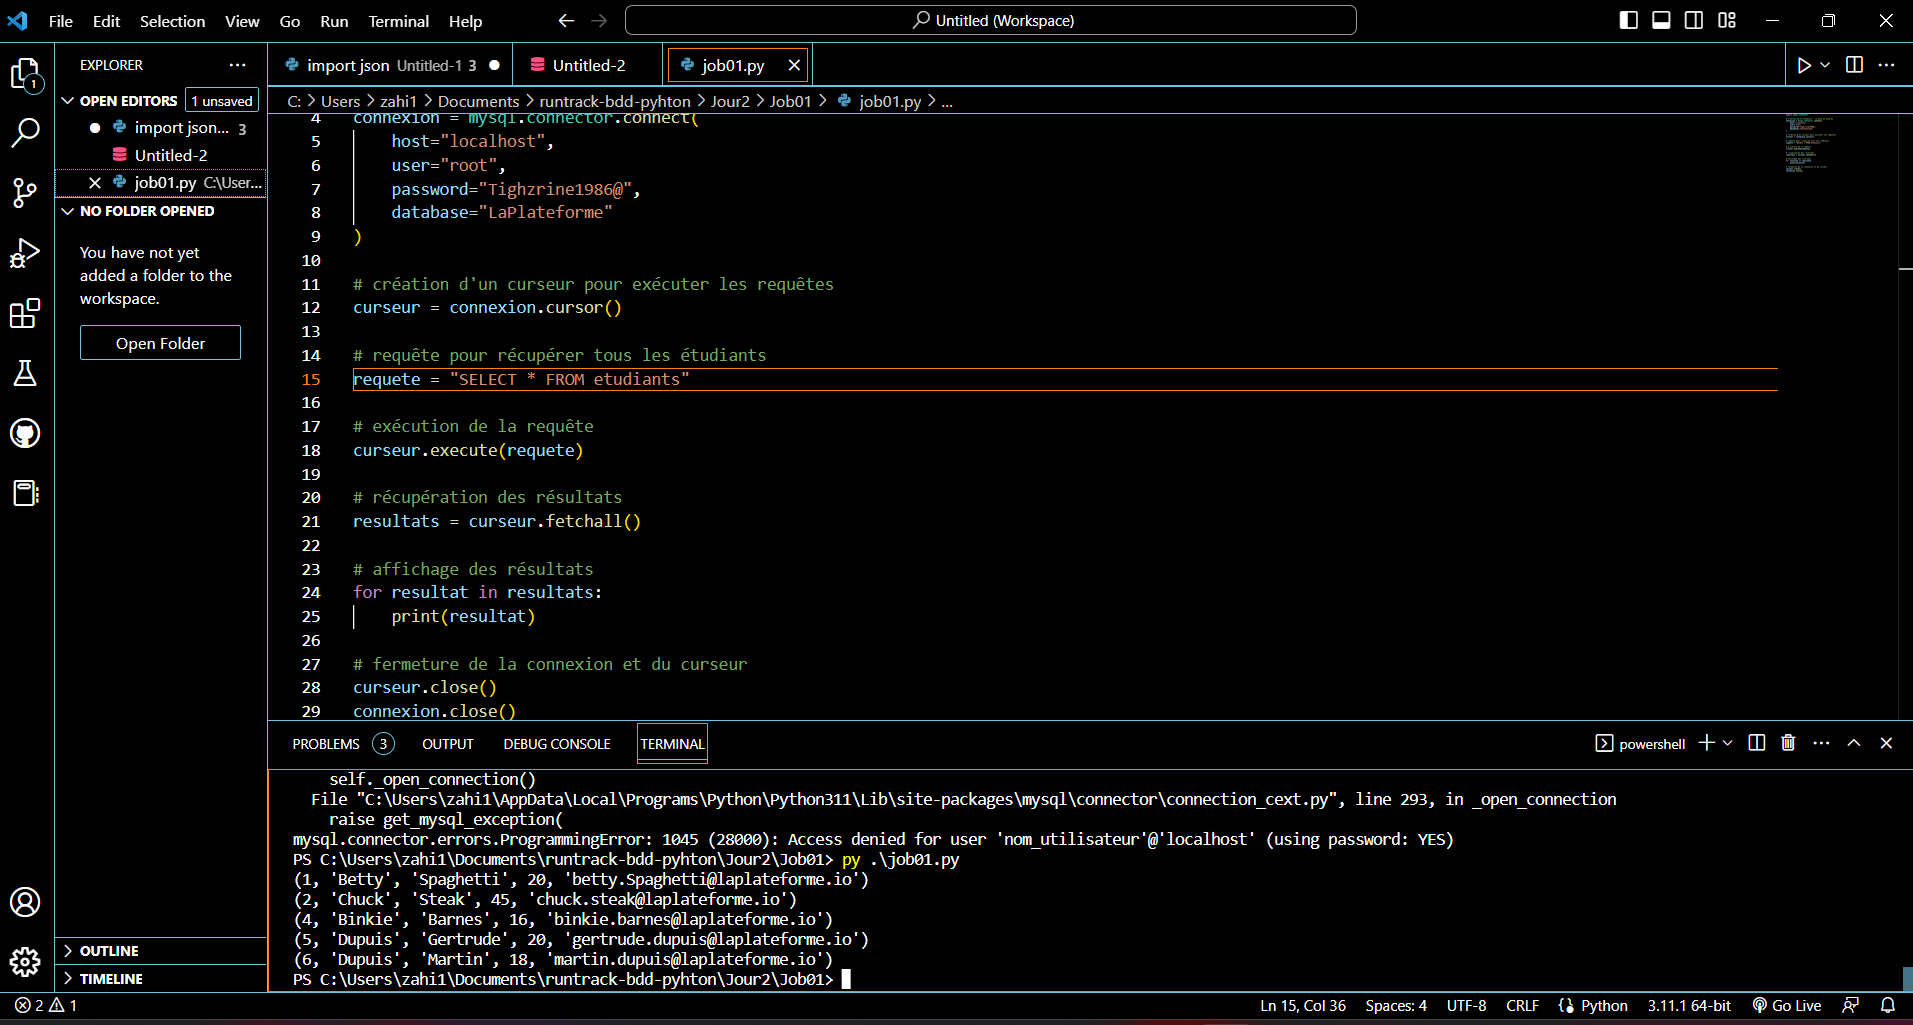 File Edit Selection View Go Run Terminal Help
Untitled (Workspace)
EXPLORER
OPEN EDITORS 1 unsaved
import json... 3
Untitled-2
job01.py C:\User...
NO FOLDER OPENED
You have not yet
added a folder to the
workspace.
Open Folder
OUTLINE
TIMELINE
1
import json Untitled-1 3
Untitled-2
job01.py
C: > Users > zahi1 > Documents > runtrack-bdd-pyhton > Jour2 > Job01 > job01.py > ...
4 connexion = mysql.connector.connect(
5 host="localhost",
6 user="root",
7 password="Tighzrine1986@",
8 database="LaPlateforme"
9 )
10
11 # création d'un curseur pour exécuter les requêtes
12 curseur = connexion.cursor()
13
14 # requête pour récupérer tous les étudiants
15 requete = "SELECT * FROM etudiants"
16
17 # exécution de la requête
18 curseur.execute(requete)
19
20 # récupération des résultats
21 resultats = curseur.fetchall()
22
23 # affichage des résultats
24 for resultat in resultats:
25 print(resultat)
26
27 # fermeture de la connexion et du curseur
28 curseur.close()
29 connexion.close()
PROBLEMS 3 OUTPUT DEBUG CONSOLE TERMINAL
powershell
self._open_connection()
File "C:\Users\zahi1\AppData\Local\Programs\Python\Python311\Lib\site-packages\mysql\connector\connection_cext.py", line 293, in _open_connection
raise get_mysql_exception(
mysql.connector.errors.ProgrammingError: 1045 (28000): Access denied for user 'nom_utilisateur'@'localhost' (using password: YES)
PS C:\Users\zahi1\Documents\runtrack-bdd-pyhton\Jour2\Job01> py .\job01.py
(1, 'Betty', 'Spaghetti', 20, 'betty.Spaghetti@laplateforme.io')
(2, 'Chuck', 'Steak', 45, 'chuck.steak@laplateforme.io')
(4, 'Binkie', 'Barnes', 16, 'binkie.barnes@laplateforme.io')
(5, 'Dupuis', 'Gertrude', 20, 'gertrude.dupuis@laplateforme.io')
(6, 'Dupuis', 'Martin', 18, 'martin.dupuis@laplateforme.io')
PS C:\Users\zahi1\Documents\runtrack-bdd-pyhton\Jour2\Job01>
2 1
Ln 15, Col 36 Spaces: 4 UTF-8 CRLF Python 3.11.1 64-bit Go Live